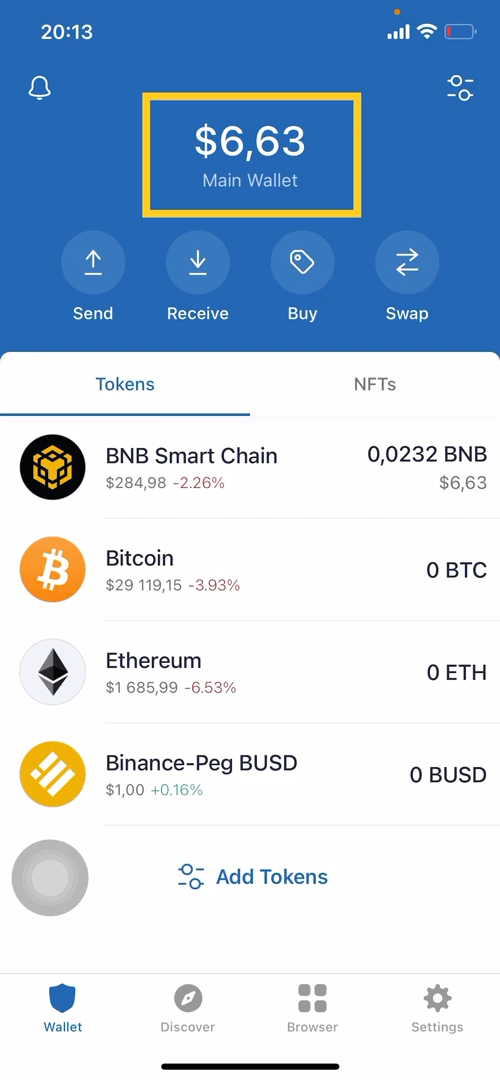 20:13
$6,63
Main Wallet
Send Receive Buy Swap
Tokens NFTs
BNB Smart Chain 0,0232 BNB
$284,98 -2.26% $6,63
Bitcoin
$29 119,15 -3.93% 0 BTC
Ethereum
$1 685,99 -6.53% 0 ETH
Binance-Peg BUSD
$1,00 +0.16% 0 BUSD
Add Tokens
Wallet Discover Browser Settings